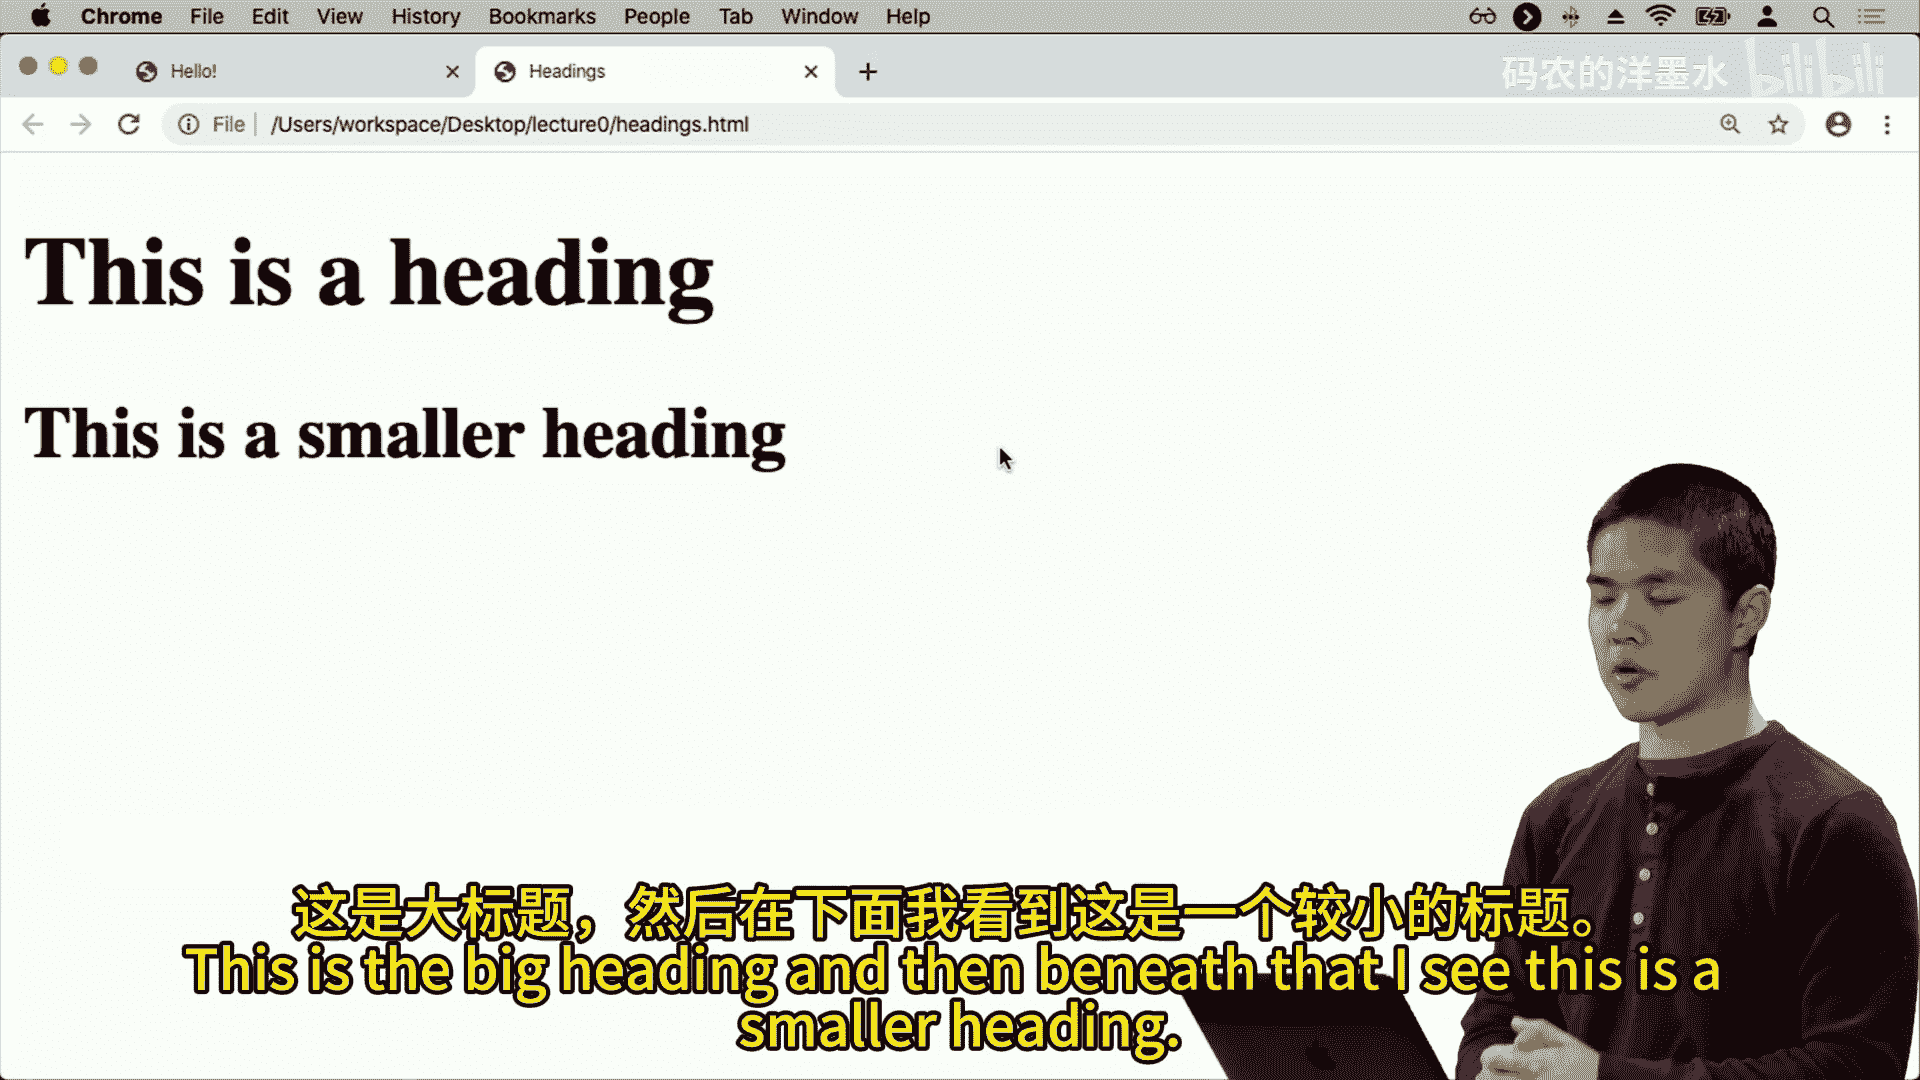 Chrome File Edit View History Bookmarks People Tab Window Help
Hello!
Headings
码农的洋墨水 bilibili
File /Users/workspace/Desktop/lecture0/headings.html
This is a heading
This is a smaller heading
这是大标题，然后在下面我看到这是一个较小的标题。
This is the big heading and then beneath that I see this is a
smaller heading.